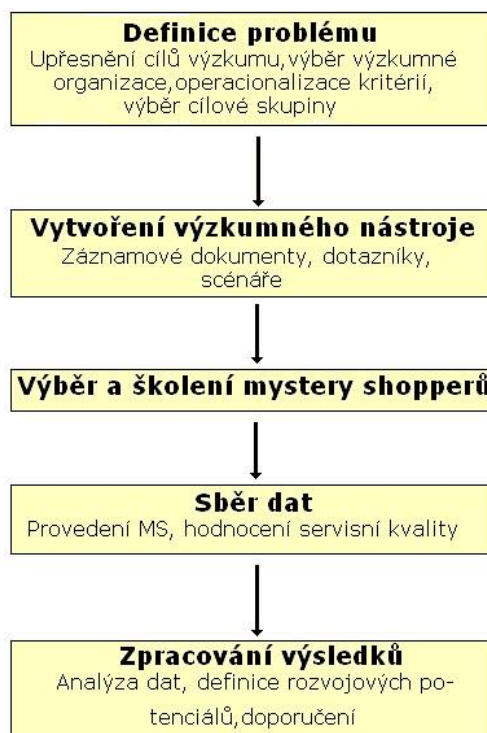 Definice problému
Upřesnění cílů výzkumu,výběr výzkumné
organizace,operacionalizace kritérií,
výběr cílové skupiny
Vytvoření výzkumného nástroje
Záznamové dokumenty, dotazníky,
scénáře
Výběr a školení mystery shopperů
Sběr dat
Provedení MS, hodnocení servisní kvality
Zpracování výsledků
Analýza dat, definice rozvojových po-
tenciálů,doporučení